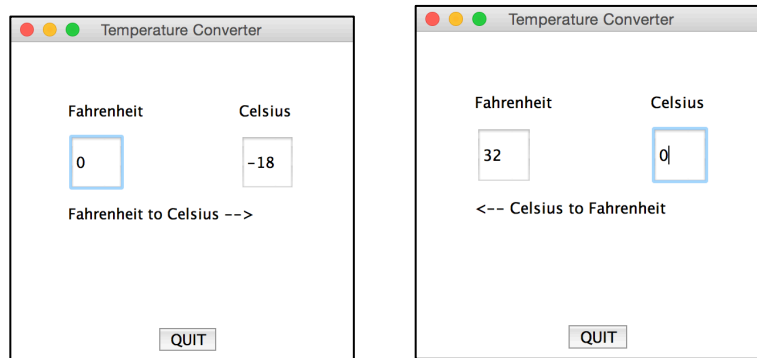 Temperature Converter
Fahrenheit Celsius
0 -18
Fahrenheit to Celsius -->
QUIT
Temperature Converter
Fahrenheit Celsius
32 0
<-- Celsius to Fahrenheit
QUIT